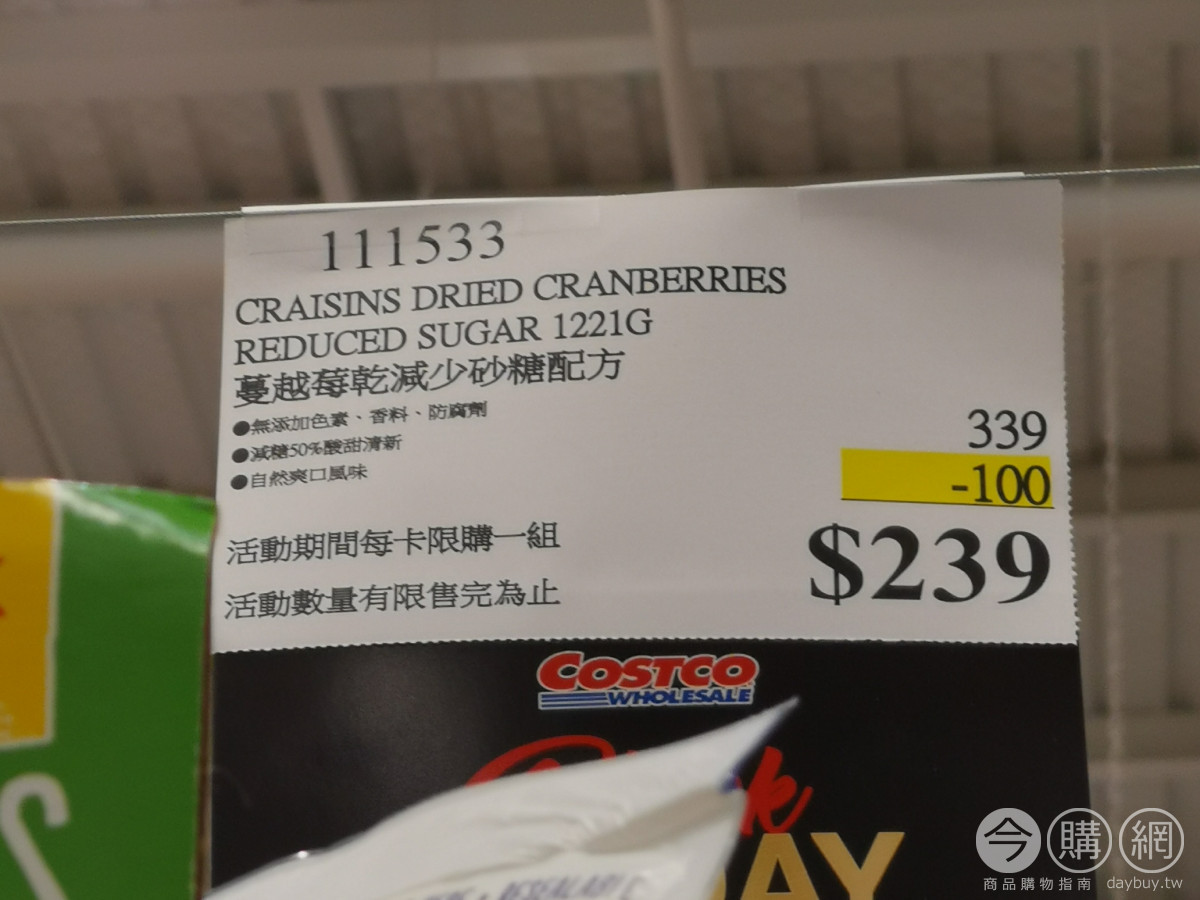 111533
CRAISINS DRIED CRANBERRIES
REDUCED SUGAR 1221G
蔓越莓乾減少砂糖配方
●無添加色素、香料、防腐劑
●減糖50%酸甜清新
●自然爽口風味
339
-100
$239
活動期間每卡限購一組
活動數量有限售完為止
COSTCO
WHOLESALE
今購網
商品購物指南 daybuy.tw